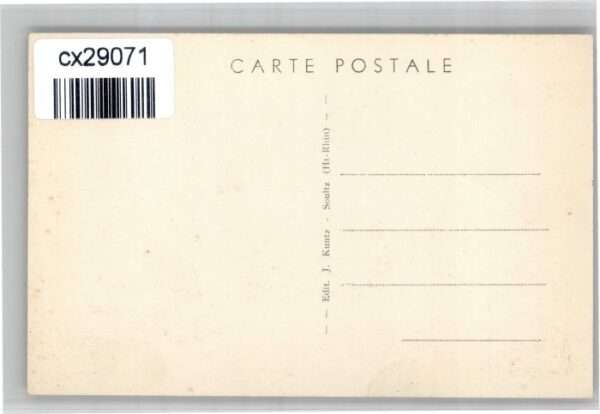 cx29071
CARTE POSTALE
— — Edit. J. Kuntz - Soultz (Ht-Rhin) — —